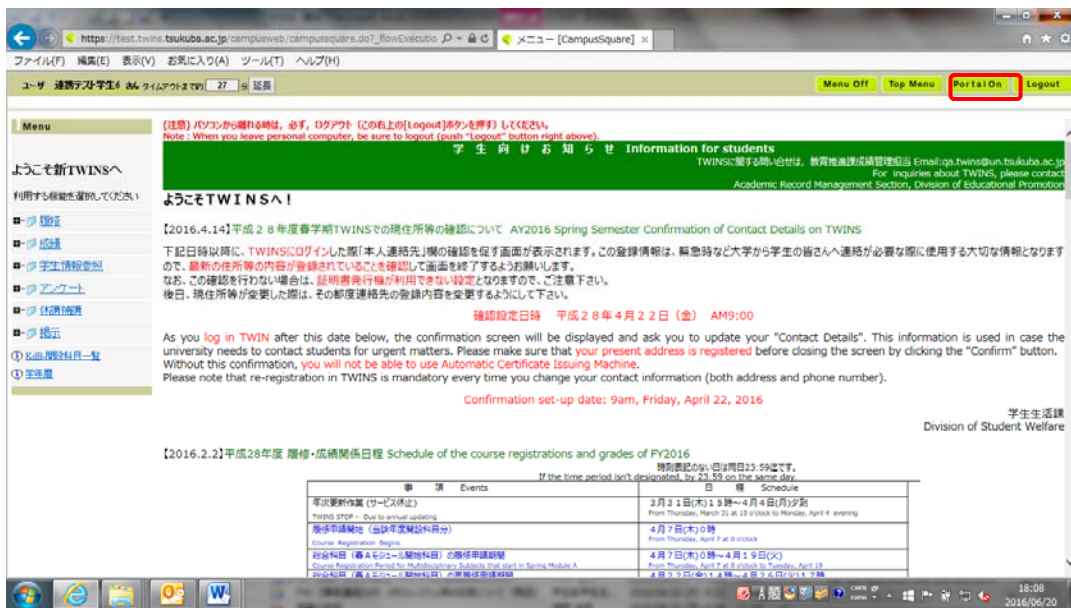 https://test.twins.tsukuba.ac.jp/campusweb/campussquare.do?_flowExecutio
メニュー - [CampusSquare]
ファイル(F) 編集(E) 表示(V) お気に入り(A) ツール(T) ヘルプ(H)
ユーザ 連携テスト学生6 さん タイムアウトまであと 27 分 延長
Menu Off Top Menu Portal On Logout
Menu
ようこそ新TWINSへ
利用する機能を選択してください
履修
成績
学生情報参照
アンケート
休講補講
掲示
KdB-開設科目一覧
学年暦
(注意) パソコンから離れる時は，必ず，ログアウト（この右上の[Logout]ボタンを押す）してください。
Note : When you leave personal computer, be sure to logout (push "Logout" button right above).
学 生 向 け お 知 ら せ Information for students
TWINSに関する問い合せは，教育推進課成績管理担当 Email:qa.twins@un.tsukuba.ac.jp
For inquiries about TWINS, please contact
Academic Record Management Section, Division of Educational Promotion
ようこそＴＷＩＮＳへ！
【2016.4.14】平成２８年度春学期TWINSでの現住所等の確認について AY2016 Spring Semester Confirmation of Contact Details on TWINS
下記日時以降に、TWINSにログインした際「本人連絡先」欄の確認を促す画面が表示されます。この登録情報は、緊急時など大学から学生の皆さんへ連絡が必要な際に使用する大切な情報となります
ので、最新の住所等の内容が登録されていることを確認して画面を終了するようお願いします。
なお、この確認を行わない場合は、証明書発行機が利用できない設定となりますので、ご注意下さい。
後日、現住所等が変更した際は、その都度連絡先の登録内容を変更するようにして下さい。
確認設定日時 平成２８年４月２２日（金） AM9:00
As you log in TWIN after this date below, the confirmation screen will be displayed and ask you to update your "Contact Details". This information is used in case the
university needs to contact students for urgent matters. Please make sure that your present address is registered before closing the screen by clicking the "Confirm" button.
Without this confirmation, you will not be able to use Automatic Certificate Issuing Machine.
Please note that re-registration in TWINS is mandatory every time you change your contact information (both address and phone number).
Confirmation set-up date: 9am, Friday, April 22, 2016
学生生活課
Division of Student Welfare
【2016.2.2】平成28年度 履修・成績関係日程 Schedule of the course registrations and grades of FY2016
時刻表記のない日は同日23:59迄です。
If the time period isn't designated, by 23:59 on the same day.
事 項 Events 日 程 Schedule
年次更新作業 (サービス停止) ３月３１日(木)１５時～４月４日(月)夕刻
TWINS STOP - Due to annual updating From Thursday, March 31 at 15 o'clock to Monday, April 4 evening
履修申請開始（当該年度開設科目分） ４月７日(木)０時
Course Registration Begins From Thursday, April 7 at 0 o'clock
総合科目（春Ａモジュール開始科目）の履修申請期間 ４月７日(木)０時～４月１９日(火)
Course Registration Period for Multidisciplinary Subjects that start in Spring Module A From Thursday, April 7 at 0 o'clock to Tuesday, April 19
18:08
2016/06/20